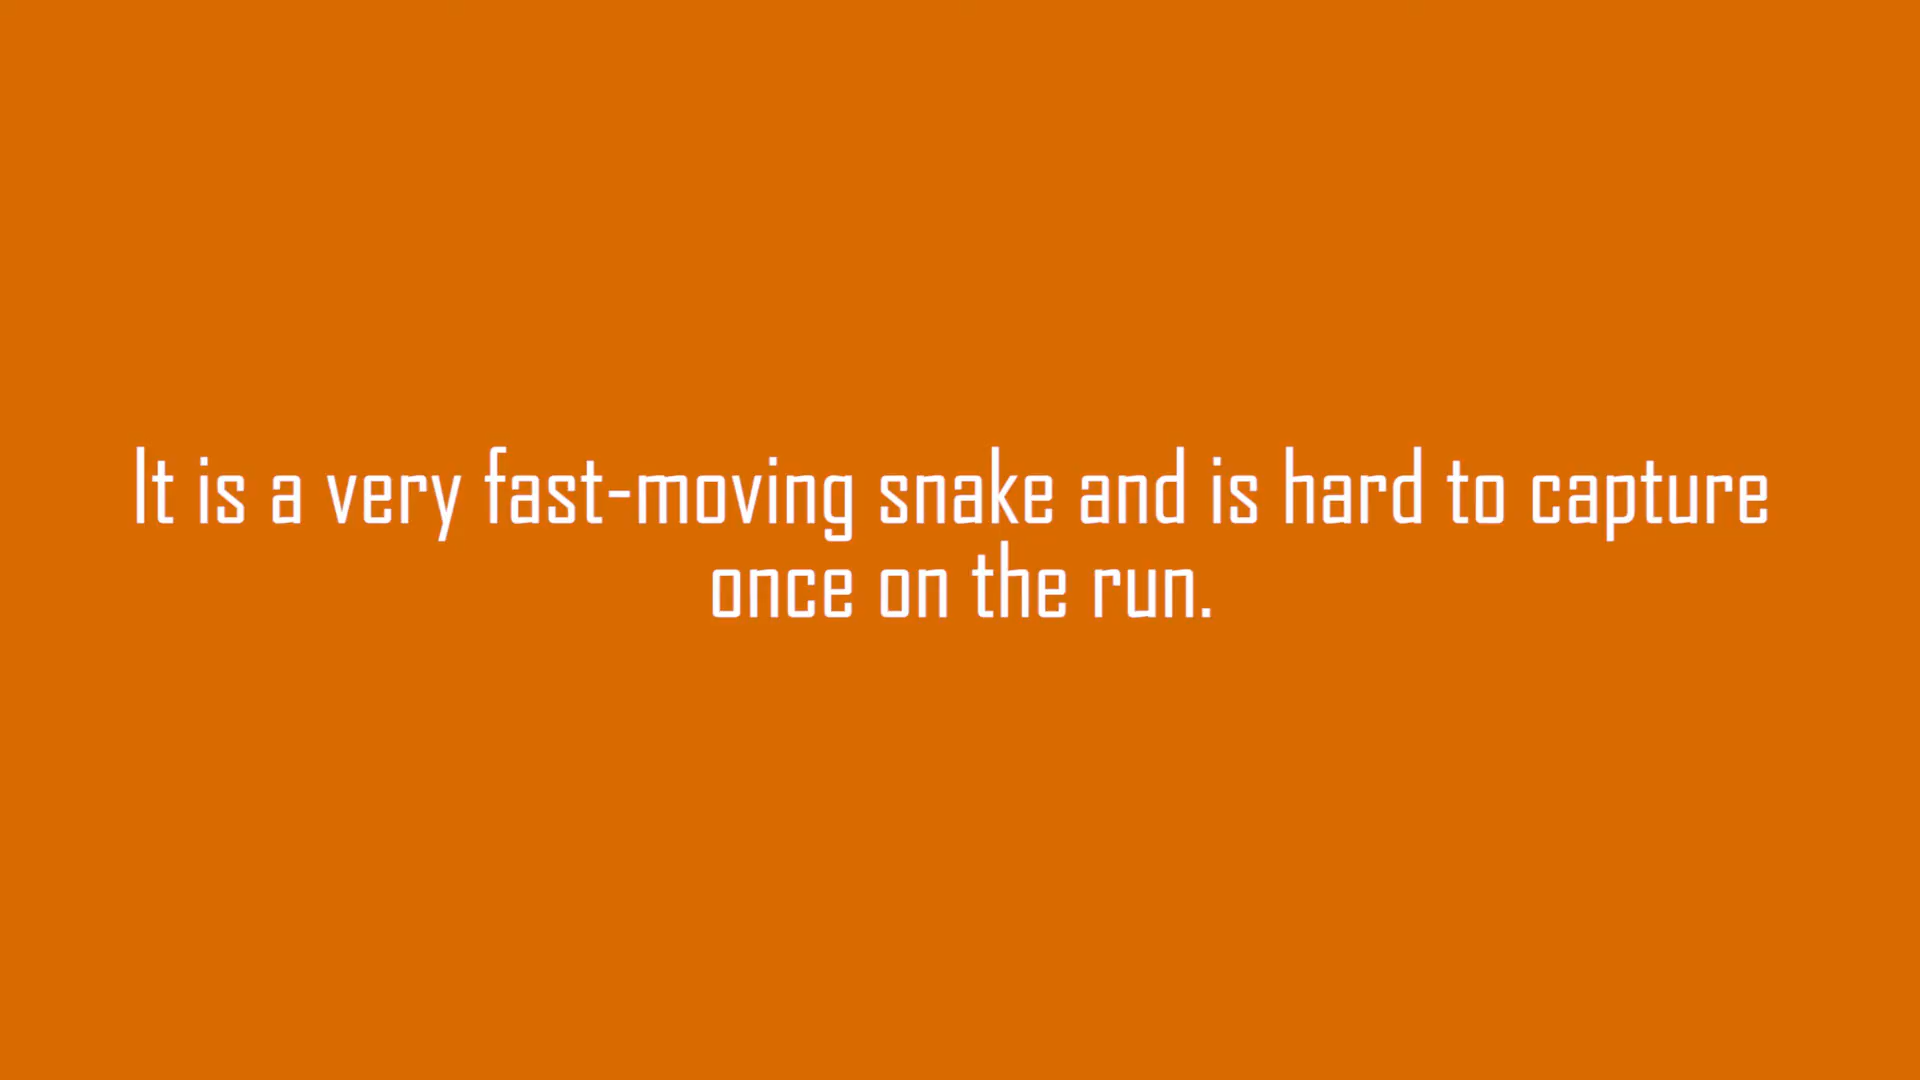 It is a very fast-moving snake and is hard to capture
once on the run.